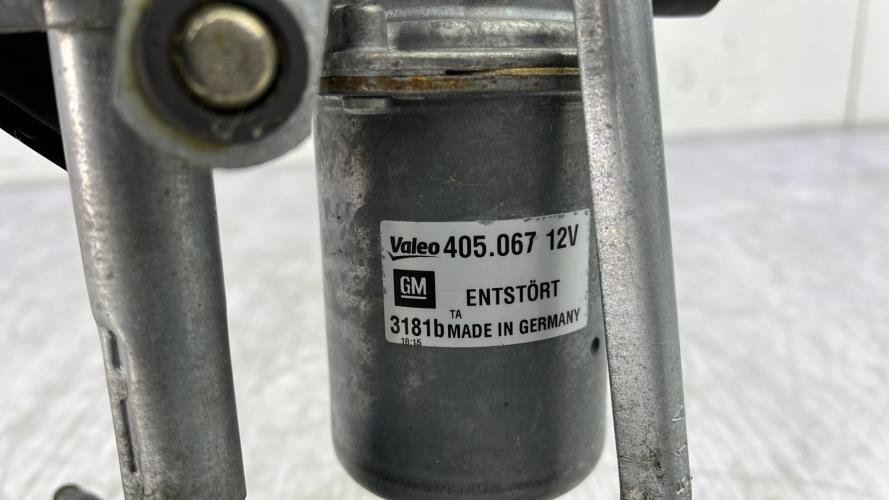 Valeo 405.067 12V
GM ENTSTÖRT
TA
3181b MADE IN GERMANY
18:15